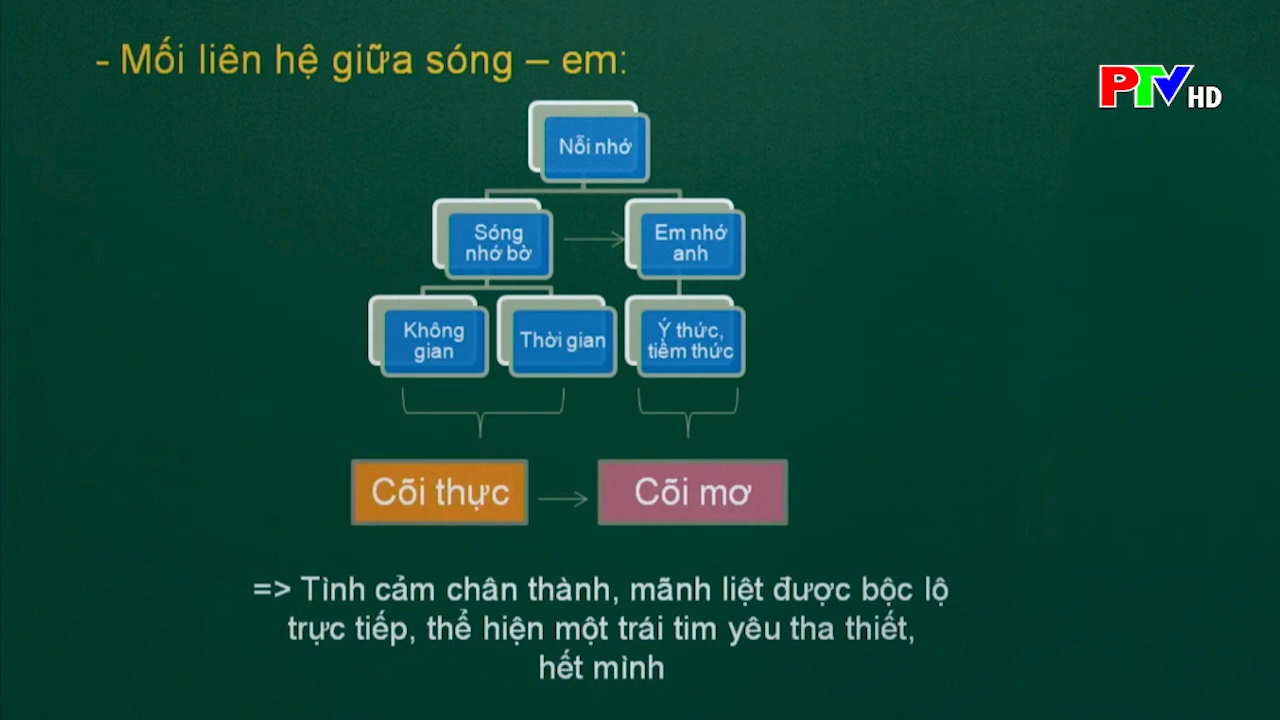 - Mối liên hệ giữa sóng – em:
PTV HD
Nỗi nhớ
Sóng
nhớ bờ
Em nhớ
anh
Không
gian
Thời gian
Ý thức,
tiềm thức
Cõi thực
Cõi mơ
=> Tình cảm chân thành, mãnh liệt được bộc lộ
trực tiếp, thể hiện một trái tim yêu tha thiết,
hết mình